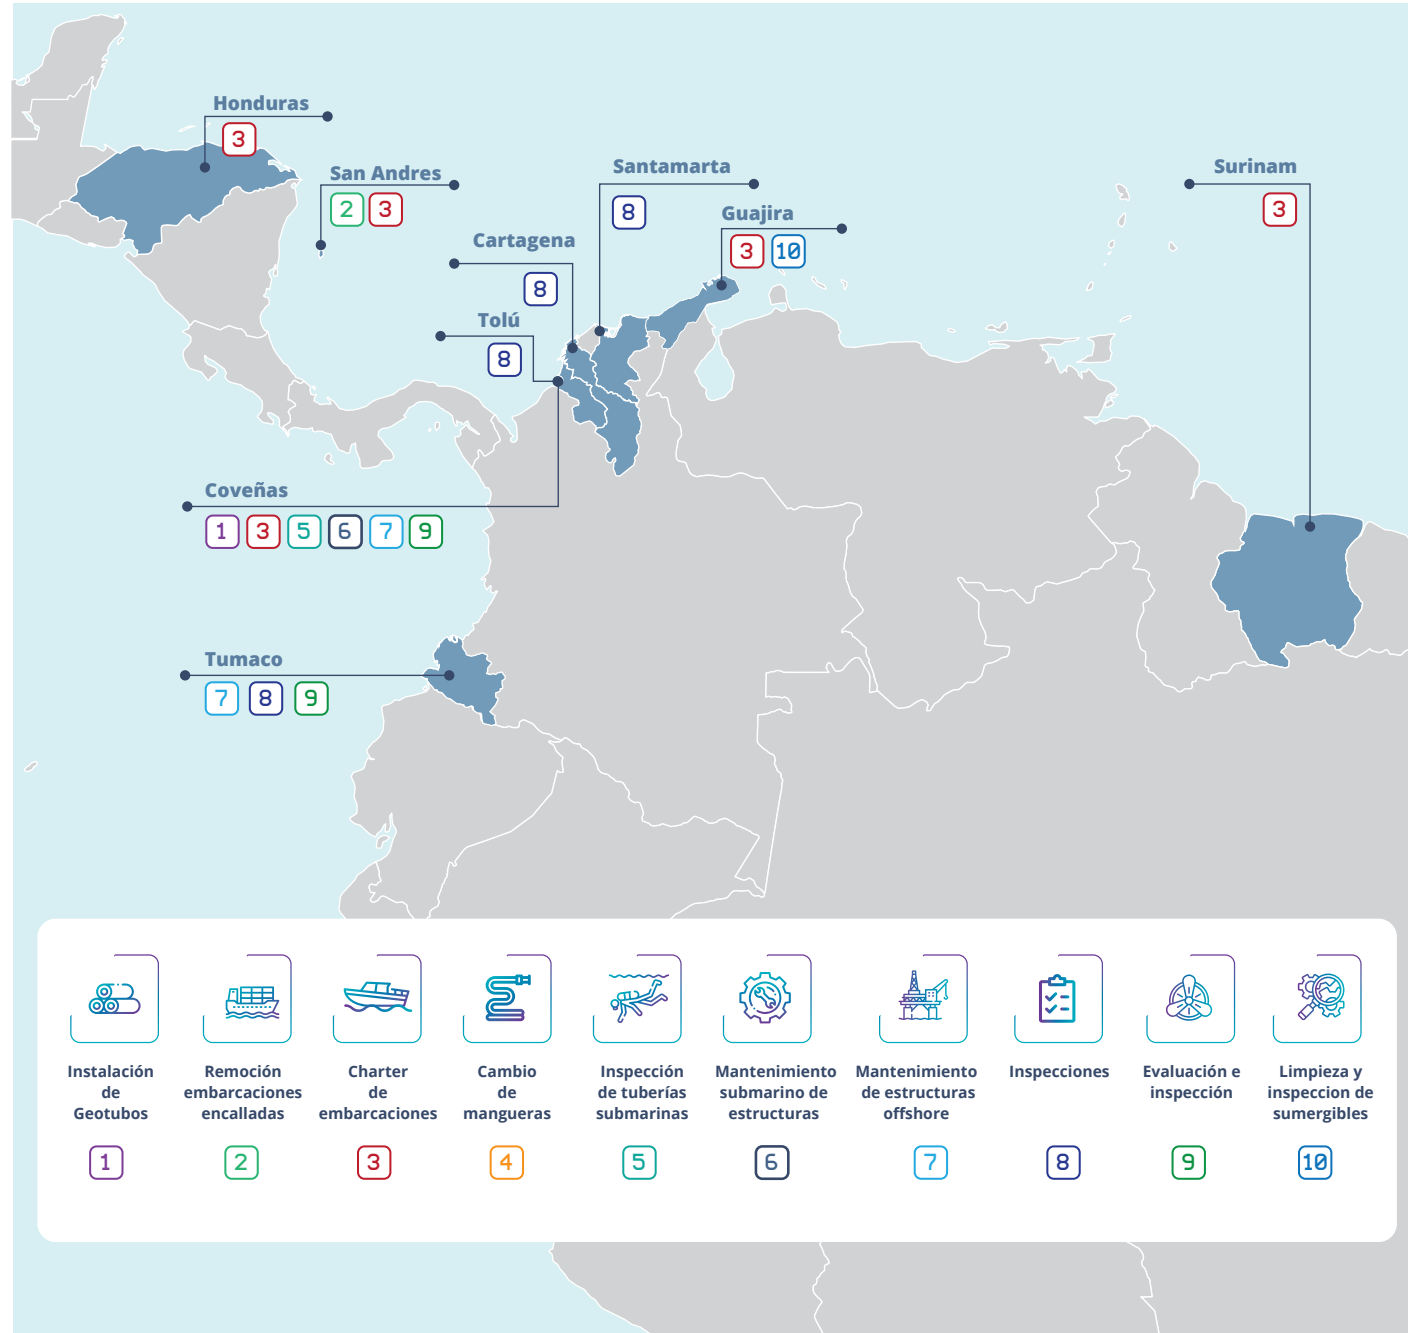 Honduras
3
San Andres
2 3
Santamarta
8
Guajira
3 10
Surinam
3
Cartagena
8
Tolú
8
Coveñas
1 3 5 6 7 9
Tumaco
7 8 9
Instalación
de
Geotubos
1
Remoción
embarcaciones
encalladas
2
Charter
de
embarcaciones
3
Cambio
de
mangueras
4
Inspección
de tuberías
submarinas
5
Mantenimiento
submarino de
estructuras
6
Mantenimiento
de estructuras
offshore
7
Inspecciones
8
Evaluación e
inspección
9
Limpieza y
inspeccion de
sumergibles
10